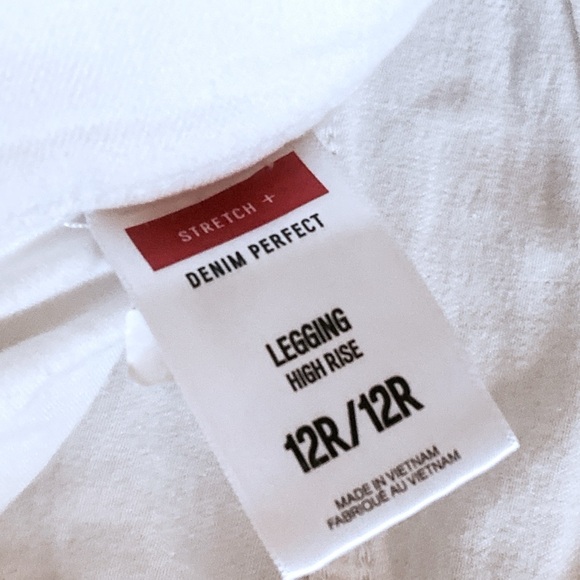 STRETCH +
DENIM PERFECT
LEGGING
HIGH RISE
12R/12R
MADE IN VIETNAM
FABRIQUÉ AU VIETNAM